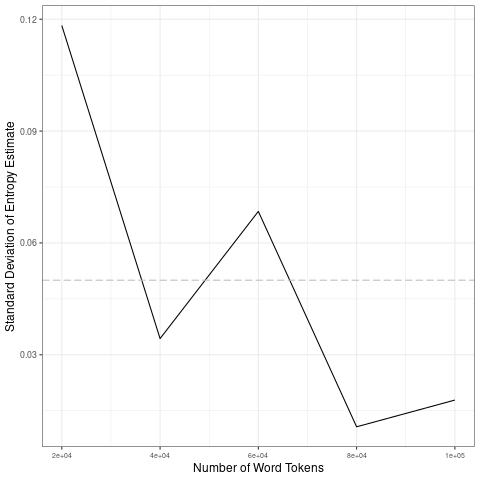 Standard Deviation of Entropy Estimate
0.12
0.09
0.06
0.03
2e+04 4e+04 6e+04 8e+04 1e+05
Number of Word Tokens